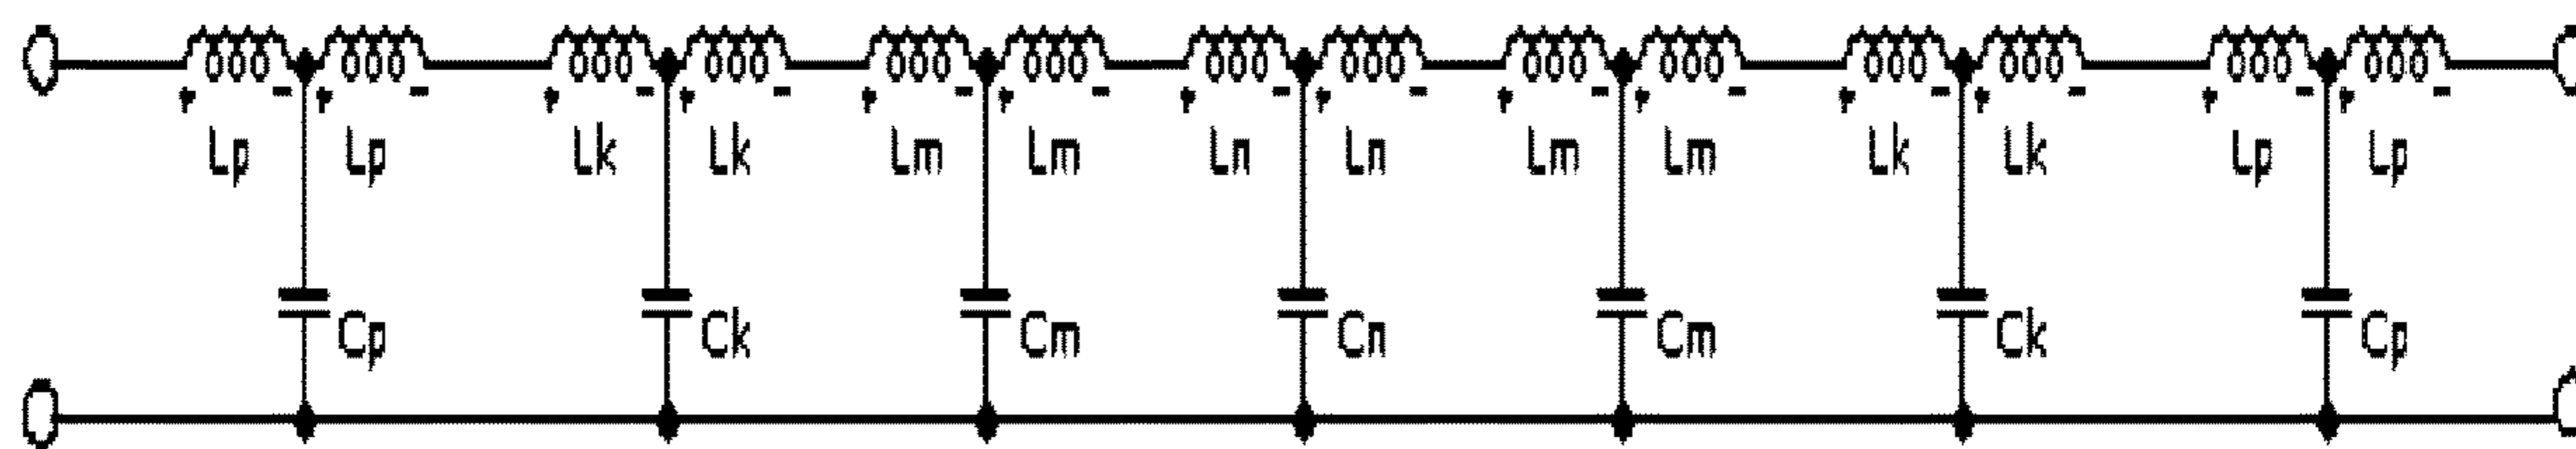 + - + - + - + - + - + - + - + - + - + - + - + - + - + -
Lp Lp Lk Lk Lm Lm Ln Ln Lm Lm Lk Lk Lp Lp
Cp Ck Cm Cn Cm Ck Cp